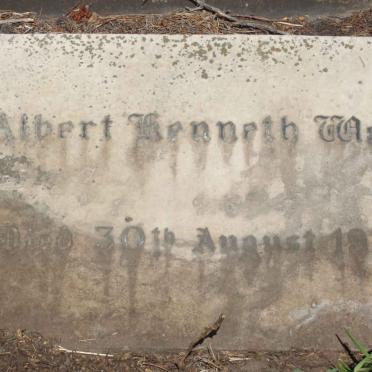 Albert Kenneth
Died 30th August